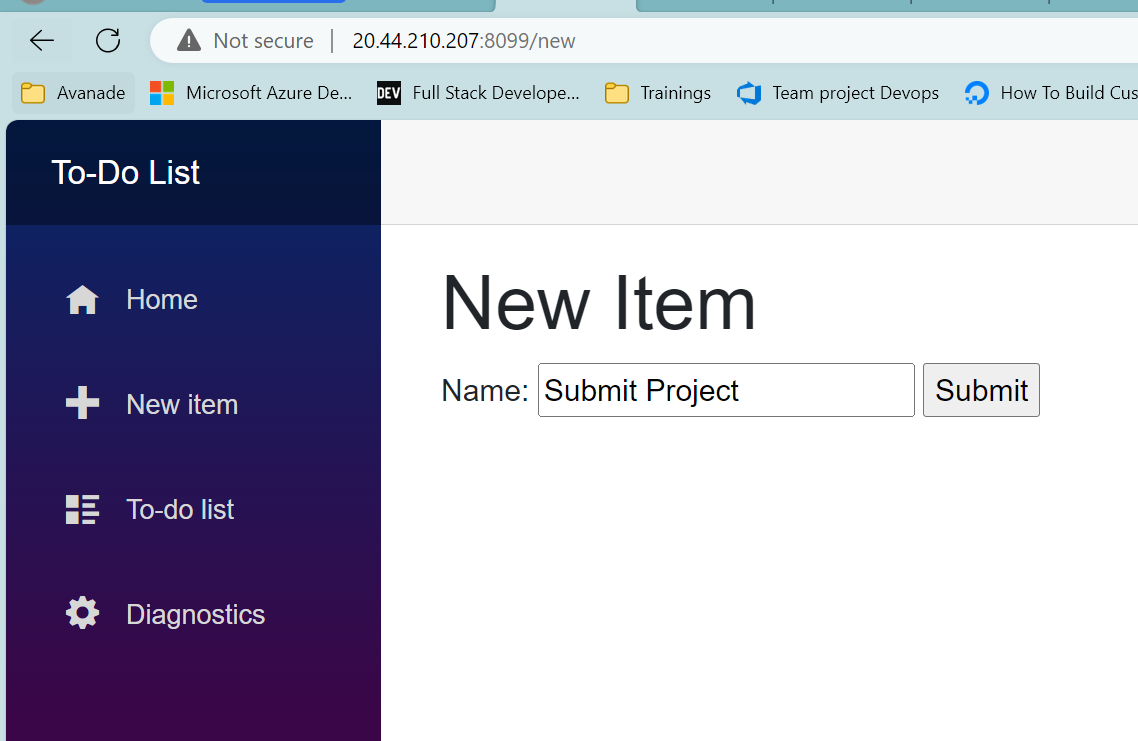 Not secure | 20.44.210.207:8099/new
Avanade Microsoft Azure De... DEV Full Stack Develope... Trainings Team project Devops How To Build Cus
To-Do List
Home
New item
To-do list
Diagnostics
New Item
Name: Submit Project Submit